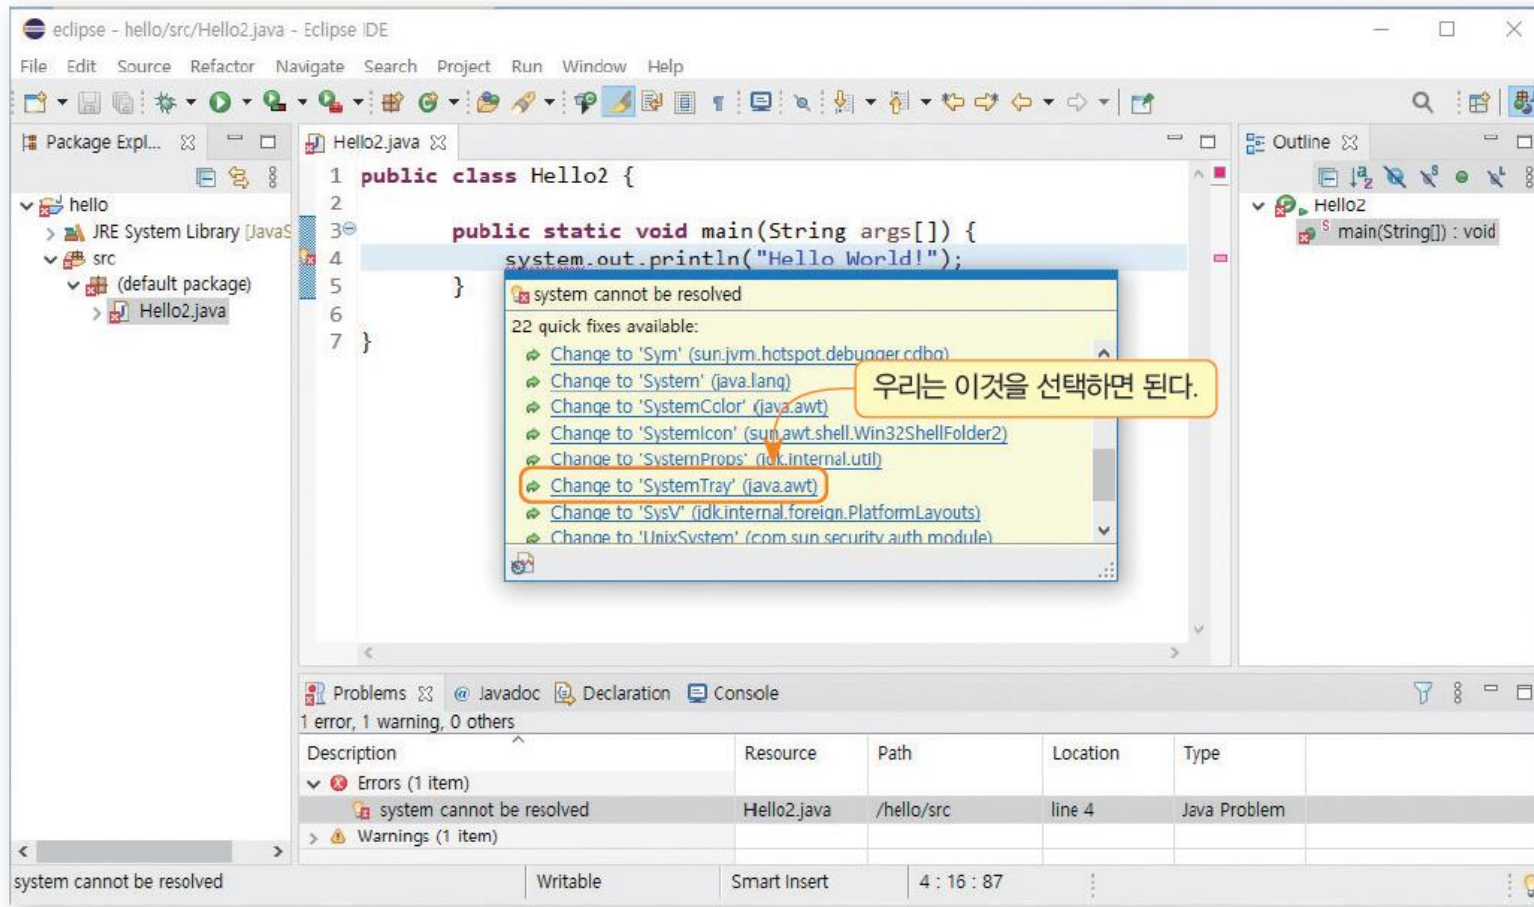 eclipse - hello/src/Hello2.java - Eclipse IDE
File Edit Source Refactor Navigate Search Project Run Window Help
Package Expl...
Hello2.java
Outline
hello
JRE System Library [JavaS
src
(default package)
Hello2.java
1 public class Hello2 {
2
3 public static void main(String args[]) {
4 system.out.println("Hello World!");
5 }
6
7 }
system cannot be resolved
22 quick fixes available:
Change to 'Sym' (sun.jvm.hotspot.debugger.cdbg)
Change to 'System' (java.lang)
Change to 'SystemColor' (java.awt)
Change to 'SystemIcon' (sun.awt.shell.Win32ShellFolder2)
Change to 'SystemProps' (jdk.internal.util)
Change to 'SystemTray' (java.awt)
Change to 'SysV' (jdk.internal.foreign.PlatformLayouts)
Change to 'UnixSystem' (com.sun.security.auth.module)
우리는 이것을 선택하면 된다.
Hello2
main(String[]) : void
Problems @ Javadoc Declaration Console
1 error, 1 warning, 0 others
Description Resource Path Location Type
Errors (1 item)
system cannot be resolved Hello2.java /hello/src line 4 Java Problem
Warnings (1 item)
system cannot be resolved Writable Smart Insert 4 : 16 : 87